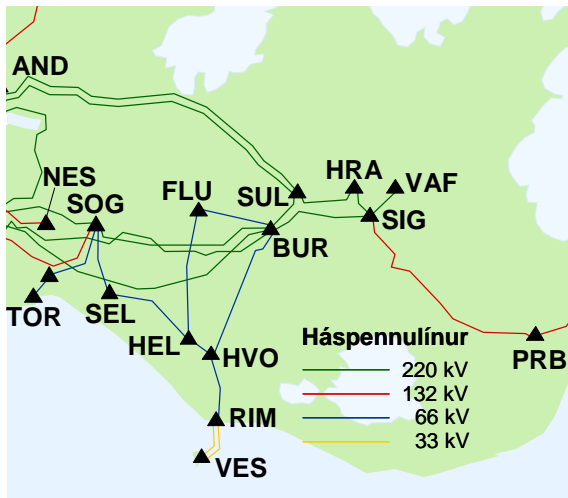 AND
NES
SOG
FLU
SUL
HRA
VAF
SIG
BUR
TOR
SEL
HEL
HVO
PRB
RIM
VES
Háspennulínur
220 kV
132 kV
66 kV
33 kV